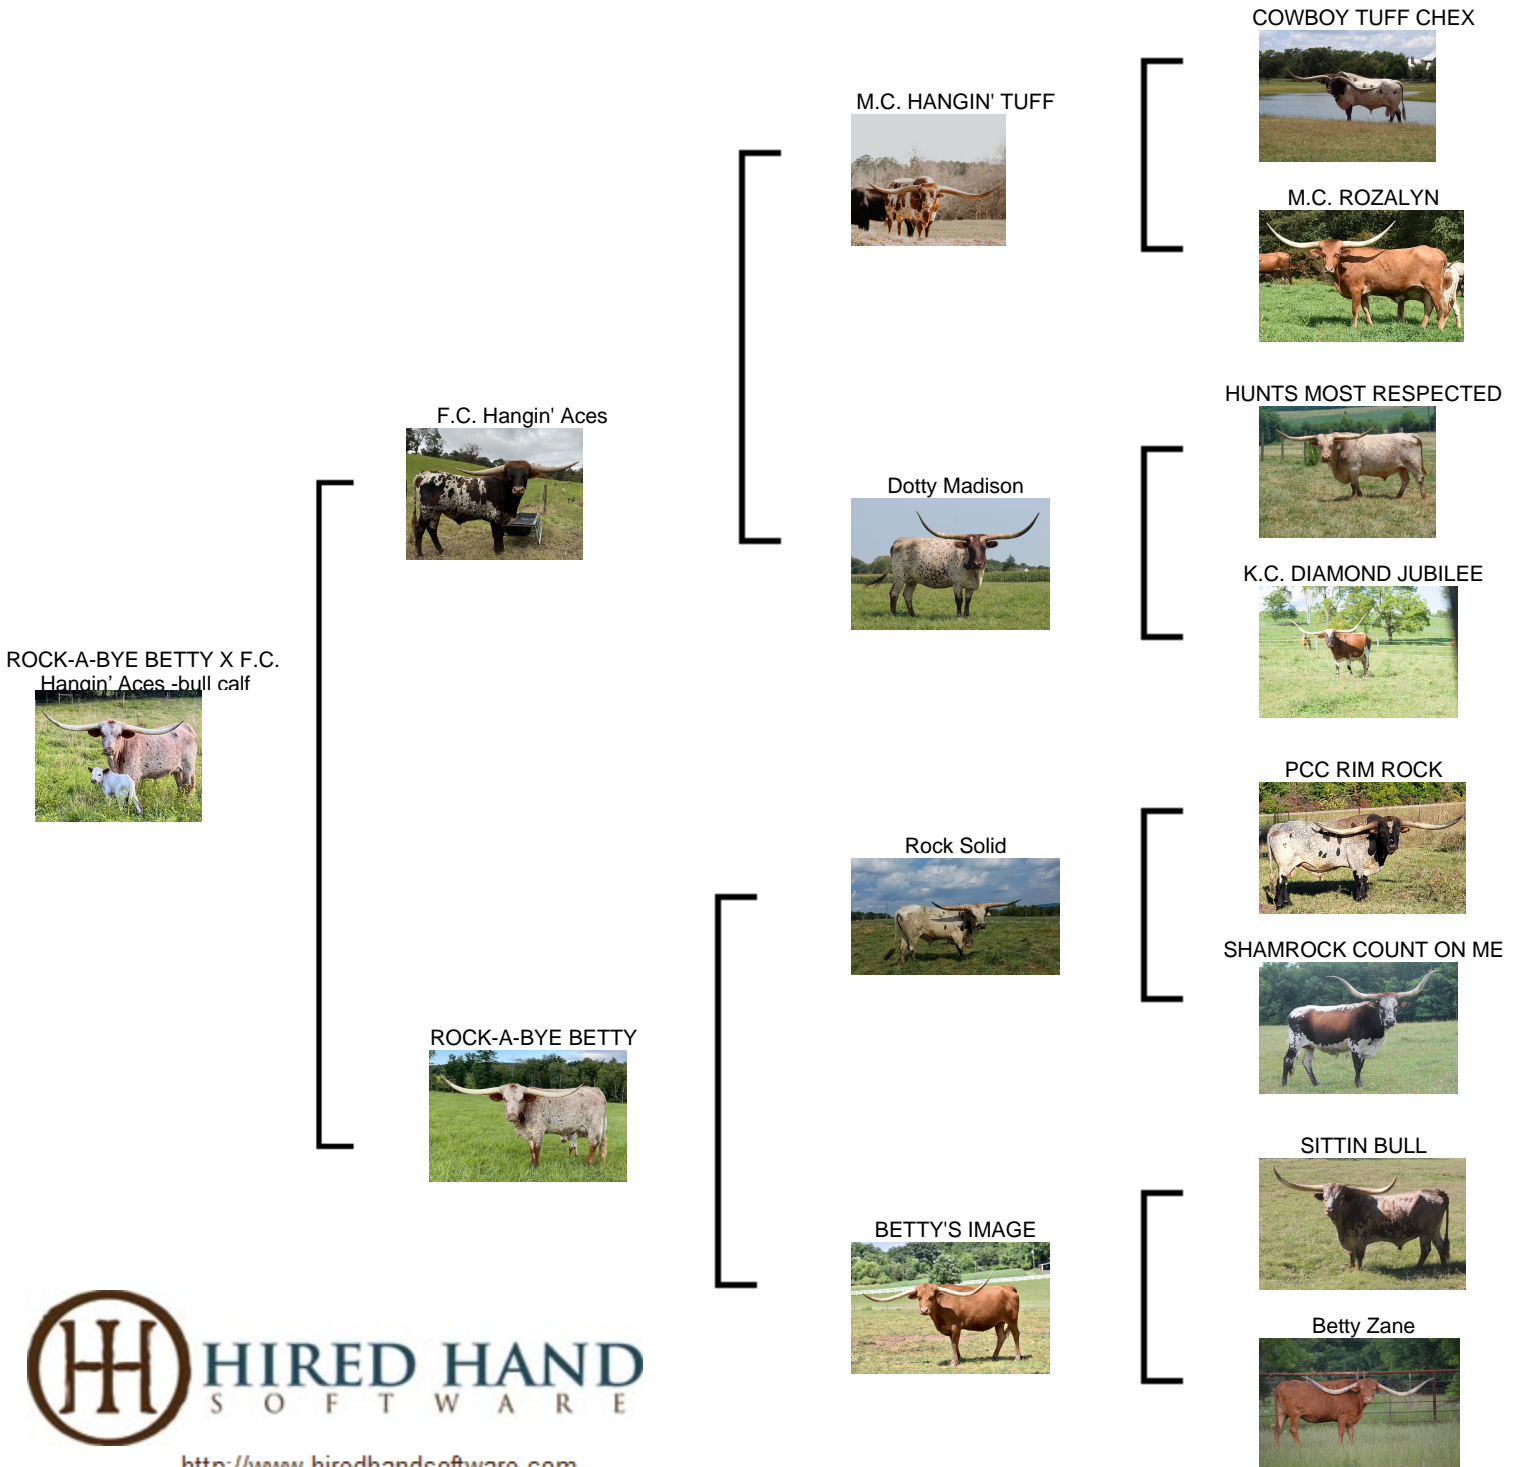 COWBOY TUFF CHEX
M.C. HANGIN' TUFF
M.C. ROZALYN
HUNTS MOST RESPECTED
F.C. Hangin' Aces
Dotty Madison
K.C. DIAMOND JUBILEE
ROCK-A-BYE BETTY X F.C.
Hangin' Aces -bull calf
PCC RIM ROCK
Rock Solid
SHAMROCK COUNT ON ME
ROCK-A-BYE BETTY
SITTIN BULL
BETTY'S IMAGE
Betty Zane
HIRED HAND
SOFTWARE
http://www.hiredhandsoftware.com